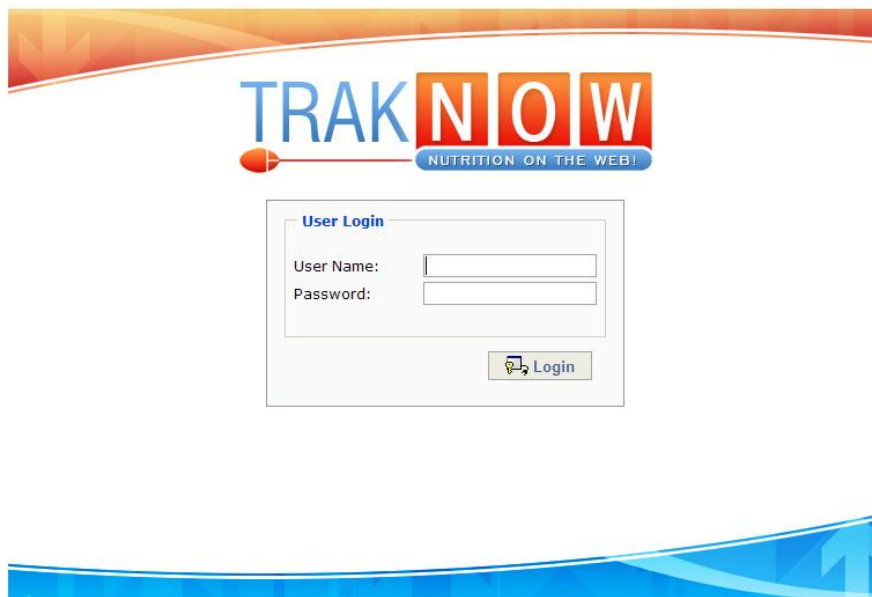 TRAKNOW
NUTRITION ON THE WEB!
User Login
User Name:
Password:
Login